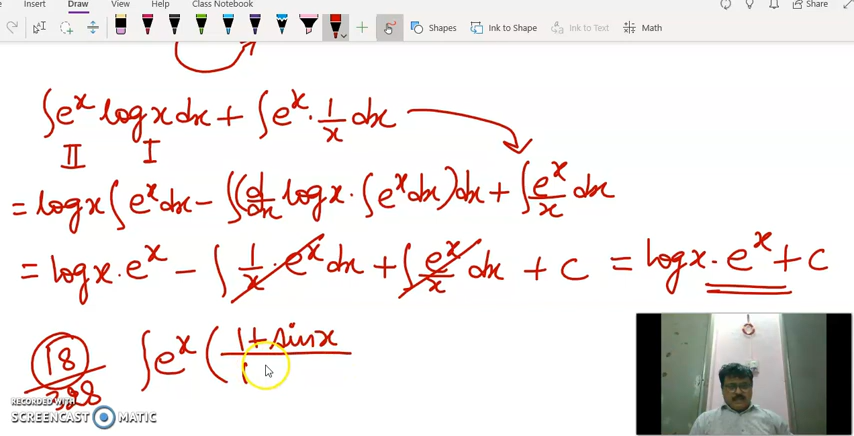 Insert Draw View Help Class Notebook Share
Shapes Ink to Shape Ink to Text Math
∫eˣ log x dx + ∫eˣ · 1/x dx
II I
= log x ∫eˣ dx − ∫(d/dx log x · ∫eˣ dx) dx + ∫eˣ/x dx
= log x · eˣ − ∫1/x · eˣ dx + ∫eˣ/x dx + C = log x · eˣ + C
18 ∫eˣ (1 + sin x
328
RECORDED WITH
SCREENCAST MATIC